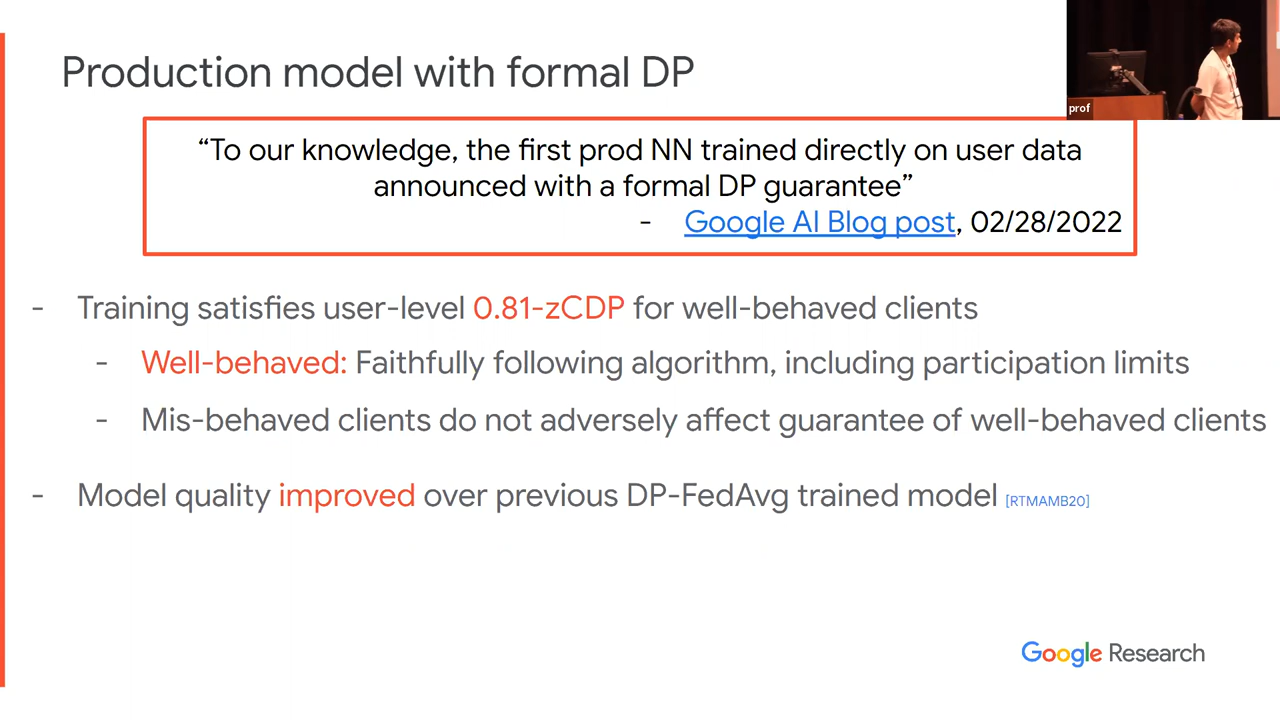 Production model with formal DP
prof
“To our knowledge, the first prod NN trained directly on user data
announced with a formal DP guarantee”
- Google AI Blog post, 02/28/2022
- Training satisfies user-level 0.81-zCDP for well-behaved clients
- Well-behaved: Faithfully following algorithm, including participation limits
- Mis-behaved clients do not adversely affect guarantee of well-behaved clients
- Model quality improved over previous DP-FedAvg trained model [RTMAMB20]
Google Research